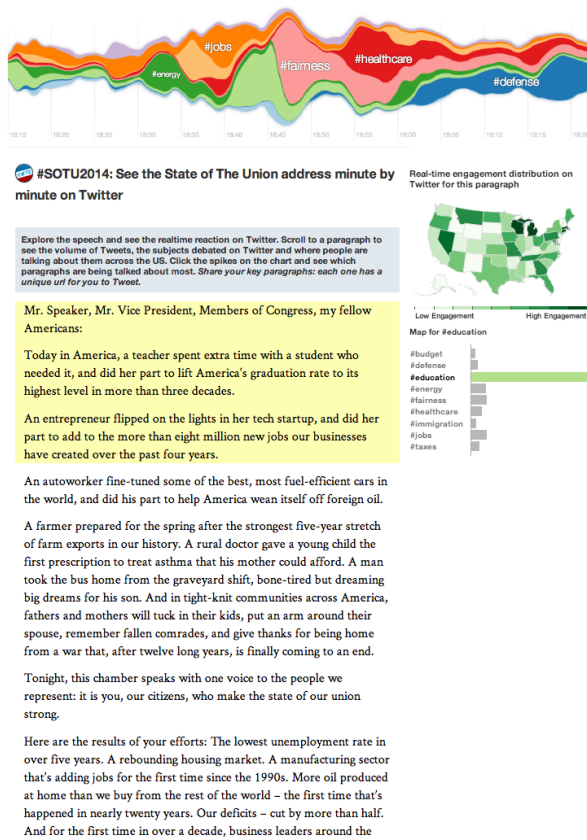 #jobs
#energy
#fairness
#healthcare
#defense
18:15 18:20 18:25 18:30 18:35 18:40 18:45 18:50 18:55 19:00 19:05 19:10 19:15 19:20
#SOTU2014: See the State of The Union address minute by
minute on Twitter
Explore the speech and see the realtime reaction on Twitter. Scroll to a paragraph to
see the volume of Tweets, the subjects debated on Twitter and where people are
talking about them across the US. Click the spikes on the chart and see which
paragraphs are being talked about most. Share your key paragraphs: each one has a
unique url for you to Tweet.
Mr. Speaker, Mr. Vice President, Members of Congress, my fellow
Americans:
Today in America, a teacher spent extra time with a student who
needed it, and did her part to lift America’s graduation rate to its
highest level in more than three decades.
An entrepreneur flipped on the lights in her tech startup, and did her
part to add to the more than eight million new jobs our businesses
have created over the past four years.
An autoworker fine-tuned some of the best, most fuel-efficient cars in
the world, and did his part to help America wean itself off foreign oil.
A farmer prepared for the spring after the strongest five-year stretch
of farm exports in our history. A rural doctor gave a young child the
first prescription to treat asthma that his mother could afford. A man
took the bus home from the graveyard shift, bone-tired but dreaming
big dreams for his son. And in tight-knit communities across America,
fathers and mothers will tuck in their kids, put an arm around their
spouse, remember fallen comrades, and give thanks for being home
from a war that, after twelve long years, is finally coming to an end.
Tonight, this chamber speaks with one voice to the people we
represent: it is you, our citizens, who make the state of our union
strong.
Here are the results of your efforts: The lowest unemployment rate in
over five years. A rebounding housing market. A manufacturing sector
that’s adding jobs for the first time since the 1990s. More oil produced
at home than we buy from the rest of the world – the first time that’s
happened in nearly twenty years. Our deficits – cut by more than half.
And for the first time in over a decade, business leaders around the
Real-time engagement distribution on
Twitter for this paragraph
Low Engagement High Engagement
Map for #education
#budget
#defense
#education
#energy
#fairness
#healthcare
#immigration
#jobs
#taxes